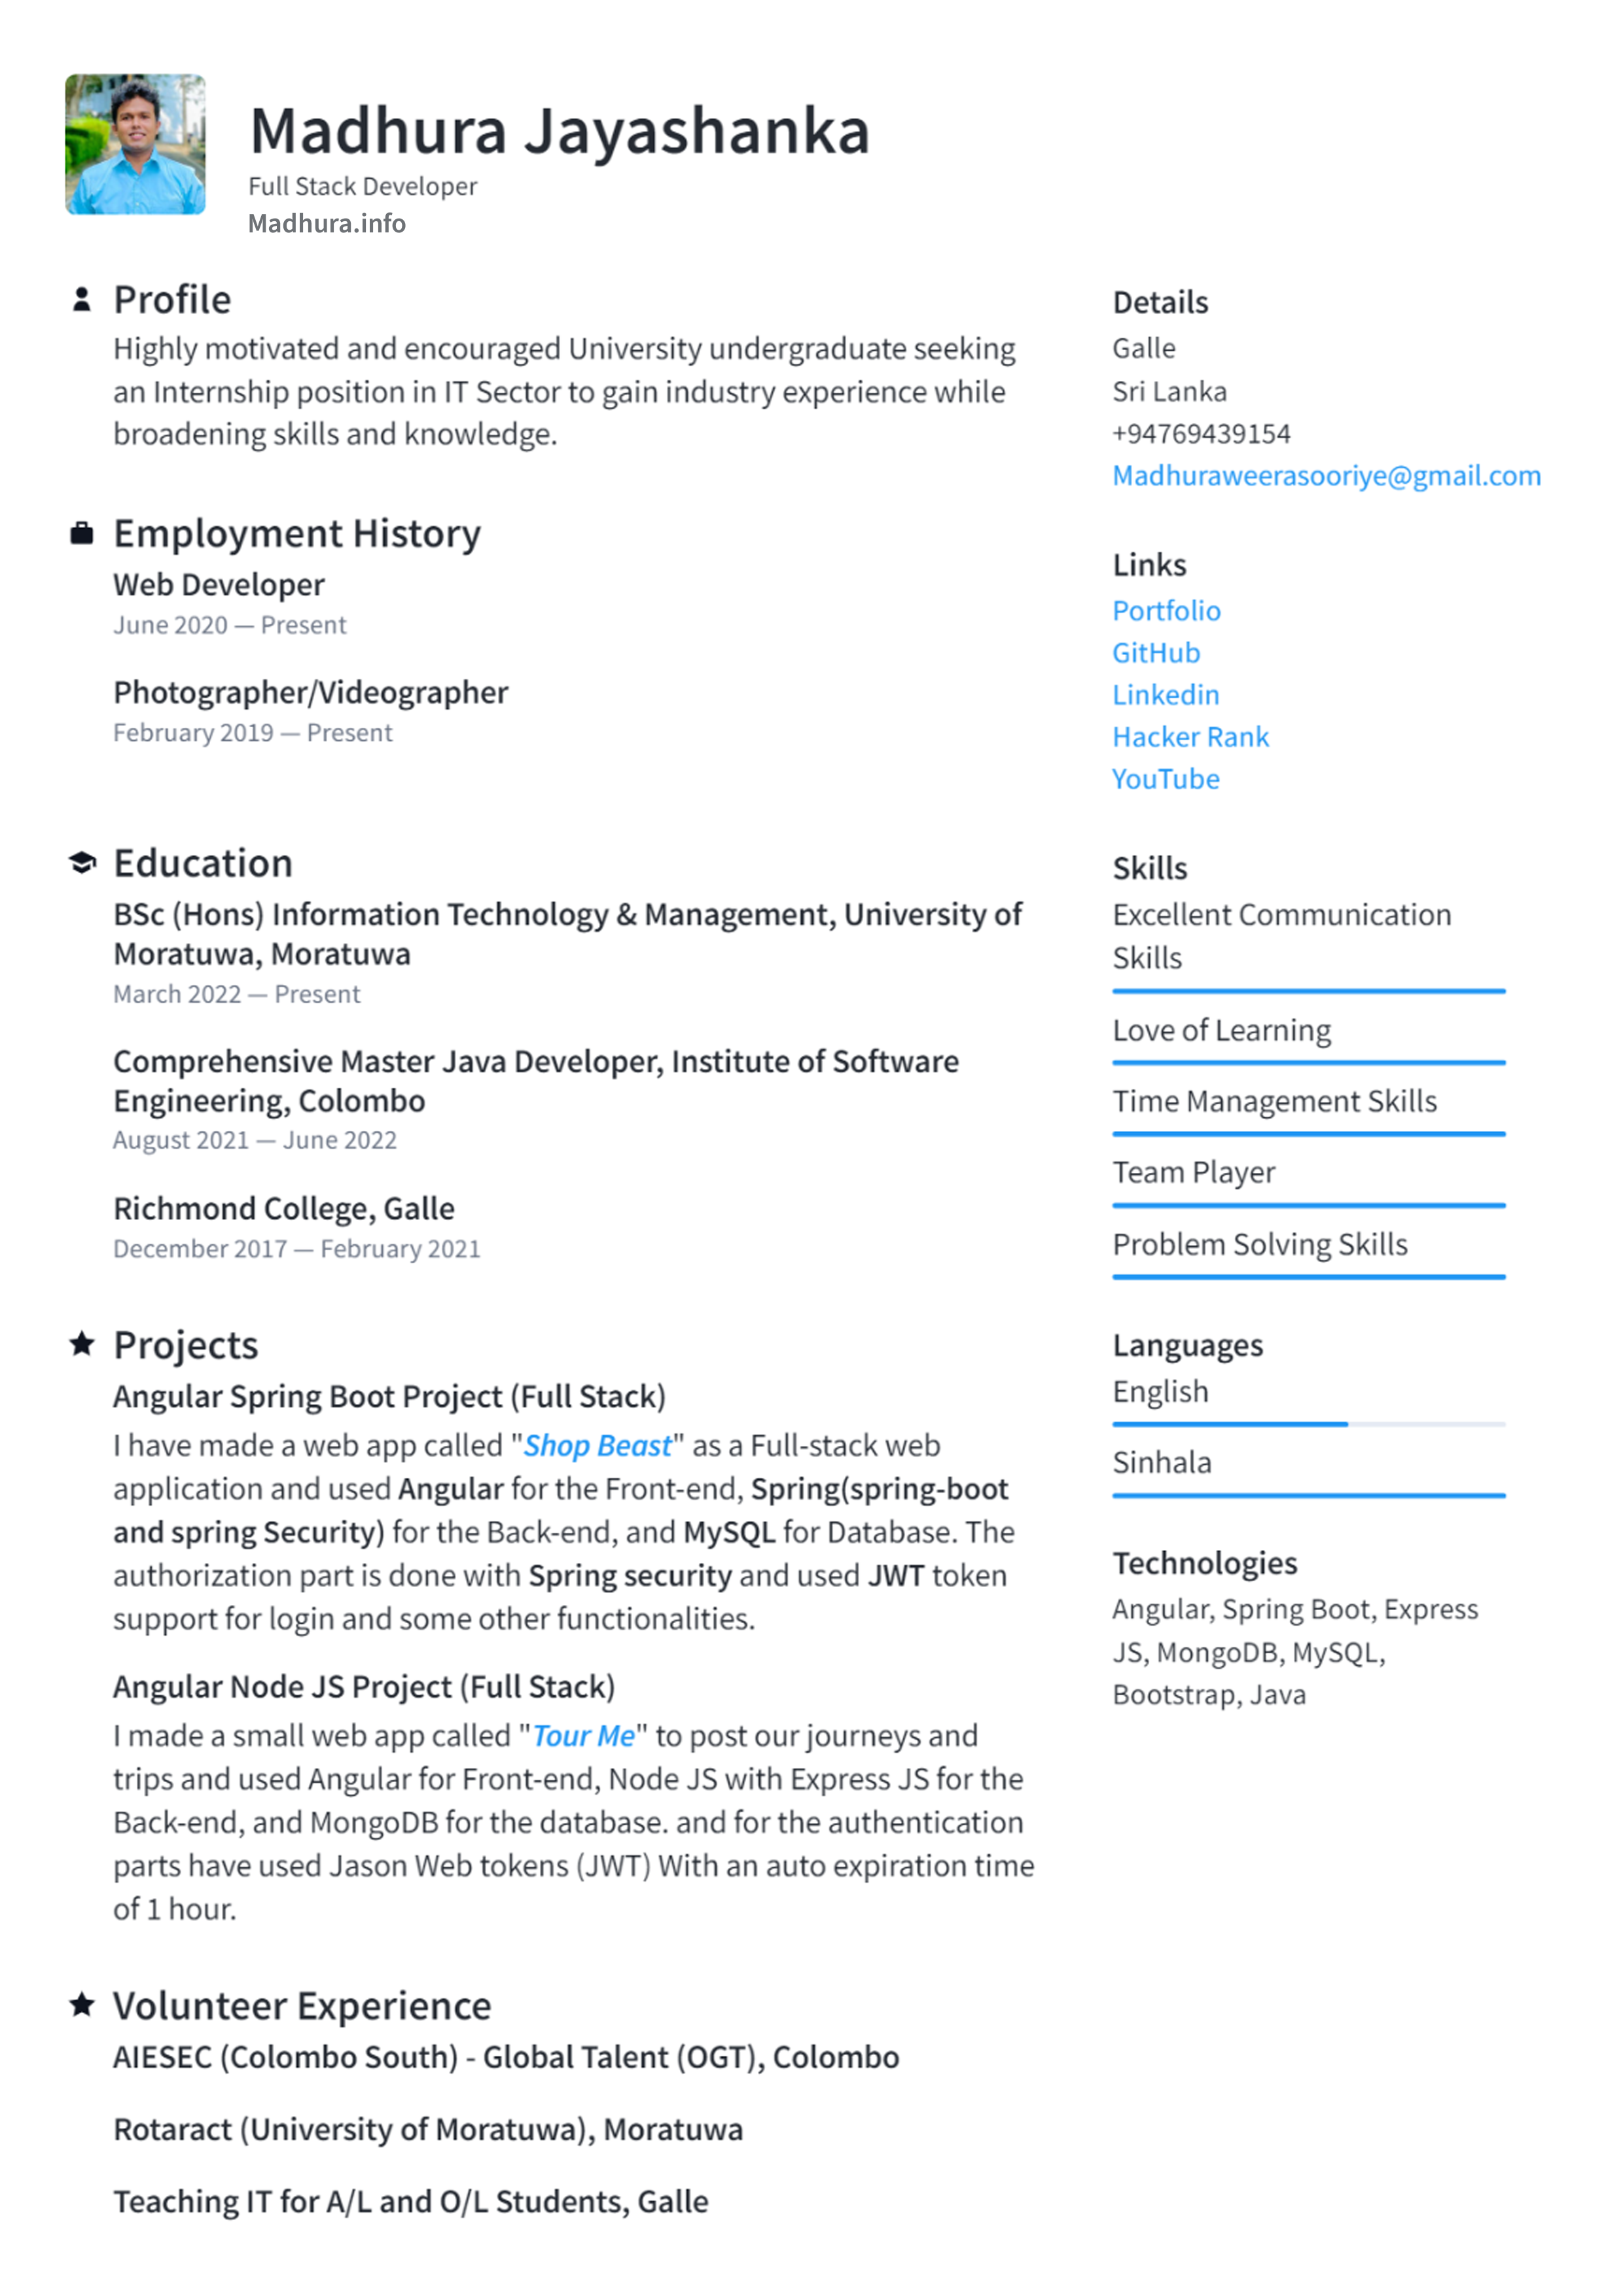 Madhura Jayashanka
Full Stack Developer
Madhura.info
Profile
Highly motivated and encouraged University undergraduate seeking
an Internship position in IT Sector to gain industry experience while
broadening skills and knowledge.
Employment History
Web Developer
June 2020 — Present
Photographer/Videographer
February 2019 — Present
Education
BSc (Hons) Information Technology & Management, University of
Moratuwa, Moratuwa
March 2022 — Present
Comprehensive Master Java Developer, Institute of Software
Engineering, Colombo
August 2021 — June 2022
Richmond College, Galle
December 2017 — February 2021
Projects
Angular Spring Boot Project (Full Stack)
I have made a web app called "Shop Beast" as a Full-stack web
application and used Angular for the Front-end, Spring(spring-boot
and spring Security) for the Back-end, and MySQL for Database. The
authorization part is done with Spring security and used JWT token
support for login and some other functionalities.
Angular Node JS Project (Full Stack)
I made a small web app called "Tour Me" to post our journeys and
trips and used Angular for Front-end, Node JS with Express JS for the
Back-end, and MongoDB for the database. and for the authentication
parts have used Jason Web tokens (JWT) With an auto expiration time
of 1 hour.
Volunteer Experience
AIESEC (Colombo South) - Global Talent (OGT), Colombo
Rotaract (University of Moratuwa), Moratuwa
Teaching IT for A/L and O/L Students, Galle
Details
Galle
Sri Lanka
+94769439154
Madhuraweerasooriye@gmail.com
Links
Portfolio
GitHub
Linkedin
Hacker Rank
YouTube
Skills
Excellent Communication
Skills
Love of Learning
Time Management Skills
Team Player
Problem Solving Skills
Languages
English
Sinhala
Technologies
Angular, Spring Boot, Express
JS, MongoDB, MySQL,
Bootstrap, Java